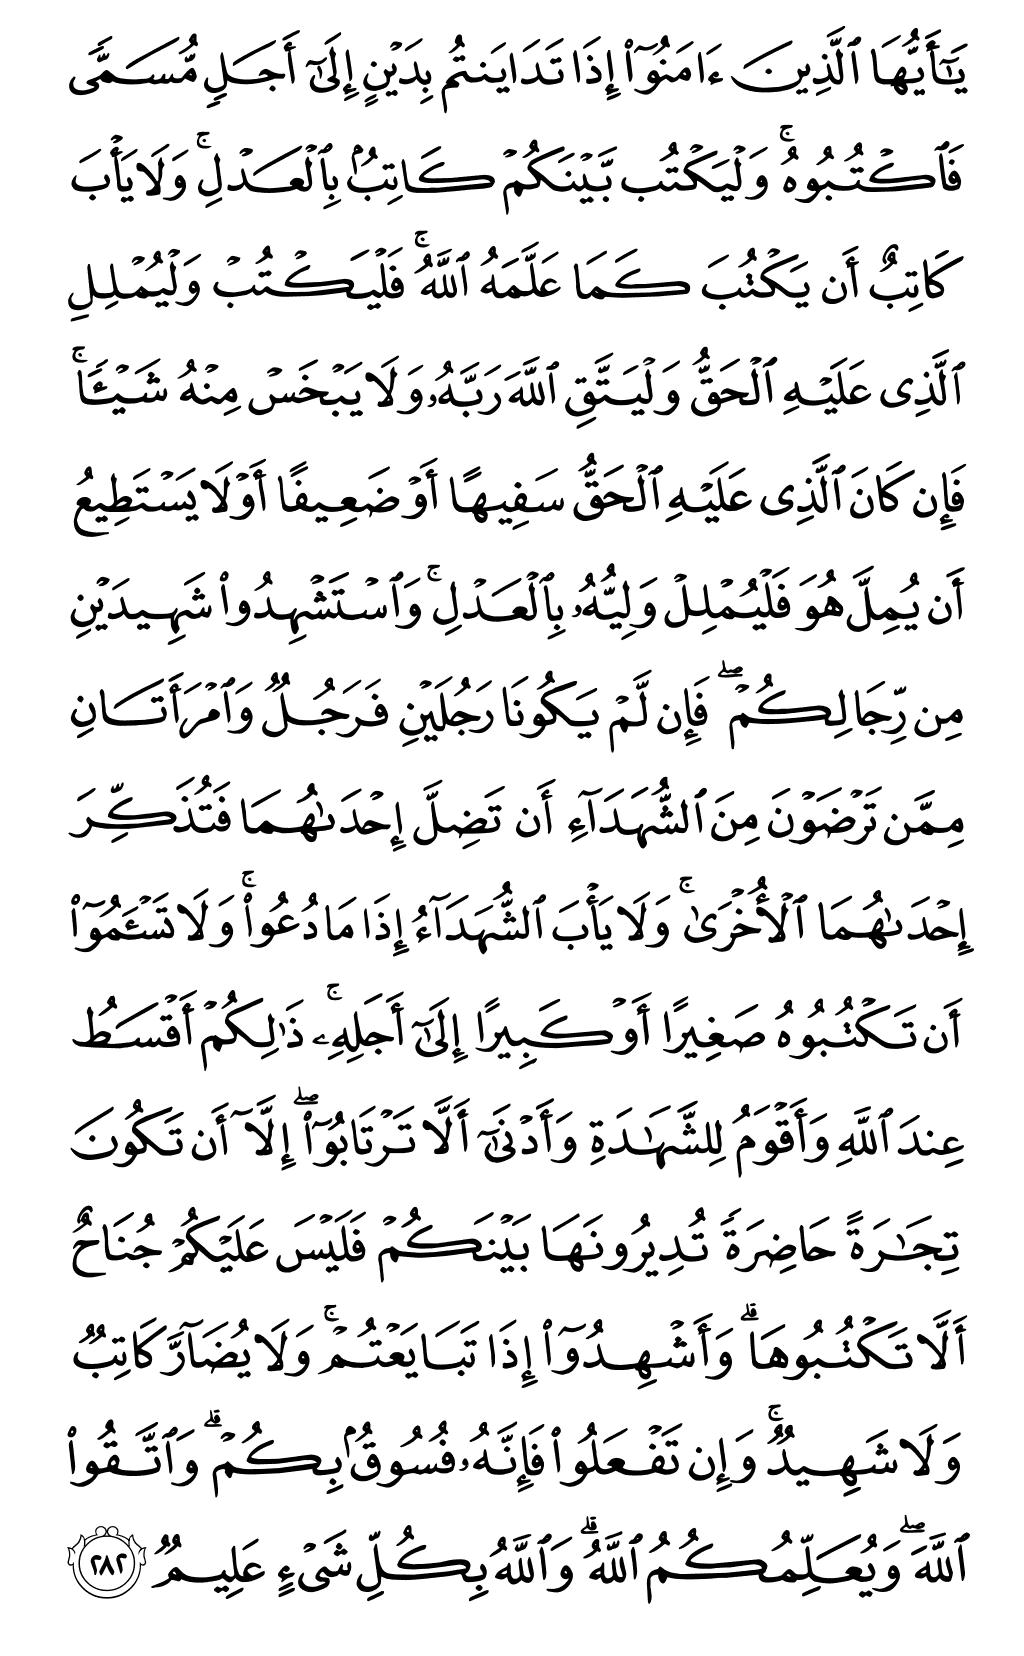 يَٰٓأَيُّهَا ٱلَّذِينَ ءَامَنُوٓا۟ إِذَا تَدَايَنتُم بِدَيْنٍ إِلَىٰٓ أَجَلٍ مُّسَمًّى
فَٱكْتُبُوهُ ۚ وَلْيَكْتُب بَّيْنَكُمْ كَاتِبٌۢ بِٱلْعَدْلِ ۚ وَلَا يَأْبَ
كَاتِبٌ أَن يَكْتُبَ كَمَا عَلَّمَهُ ٱللَّهُ ۚ فَلْيَكْتُبْ وَلْيُمْلِلِ
ٱلَّذِى عَلَيْهِ ٱلْحَقُّ وَلْيَتَّقِ ٱللَّهَ رَبَّهُۥ وَلَا يَبْخَسْ مِنْهُ شَيْـًٔا ۚ
فَإِن كَانَ ٱلَّذِى عَلَيْهِ ٱلْحَقُّ سَفِيهًا أَوْ ضَعِيفًا أَوْ لَا يَسْتَطِيعُ
أَن يُمِلَّ هُوَ فَلْيُمْلِلْ وَلِيُّهُۥ بِٱلْعَدْلِ ۚ وَٱسْتَشْهِدُوا۟ شَهِيدَيْنِ
مِن رِّجَالِكُمْ ۖ فَإِن لَّمْ يَكُونَا رَجُلَيْنِ فَرَجُلٌ وَٱمْرَأَتَانِ
مِمَّن تَرْضَوْنَ مِنَ ٱلشُّهَدَآءِ أَن تَضِلَّ إِحْدَىٰهُمَا فَتُذَكِّرَ
إِحْدَىٰهُمَا ٱلْأُخْرَىٰ ۚ وَلَا يَأْبَ ٱلشُّهَدَآءُ إِذَا مَا دُعُوا۟ ۚ وَلَا تَسْـَٔمُوٓا۟
أَن تَكْتُبُوهُ صَغِيرًا أَوْ كَبِيرًا إِلَىٰٓ أَجَلِهِۦ ۚ ذَٰلِكُمْ أَقْسَطُ
عِندَ ٱللَّهِ وَأَقْوَمُ لِلشَّهَٰدَةِ وَأَدْنَىٰٓ أَلَّا تَرْتَابُوٓا۟ ۖ إِلَّآ أَن تَكُونَ
تِجَٰرَةً حَاضِرَةً تُدِيرُونَهَا بَيْنَكُمْ فَلَيْسَ عَلَيْكُمْ جُنَاحٌ
أَلَّا تَكْتُبُوهَا ۗ وَأَشْهِدُوٓا۟ إِذَا تَبَايَعْتُمْ ۚ وَلَا يُضَآرَّ كَاتِبٌ
وَلَا شَهِيدٌ ۚ وَإِن تَفْعَلُوا۟ فَإِنَّهُۥ فُسُوقٌۢ بِكُمْ ۗ وَٱتَّقُوا۟
ٱللَّهَ ۖ وَيُعَلِّمُكُمُ ٱللَّهُ ۗ وَٱللَّهُ بِكُلِّ شَىْءٍ عَلِيمٌ ٢٨٢